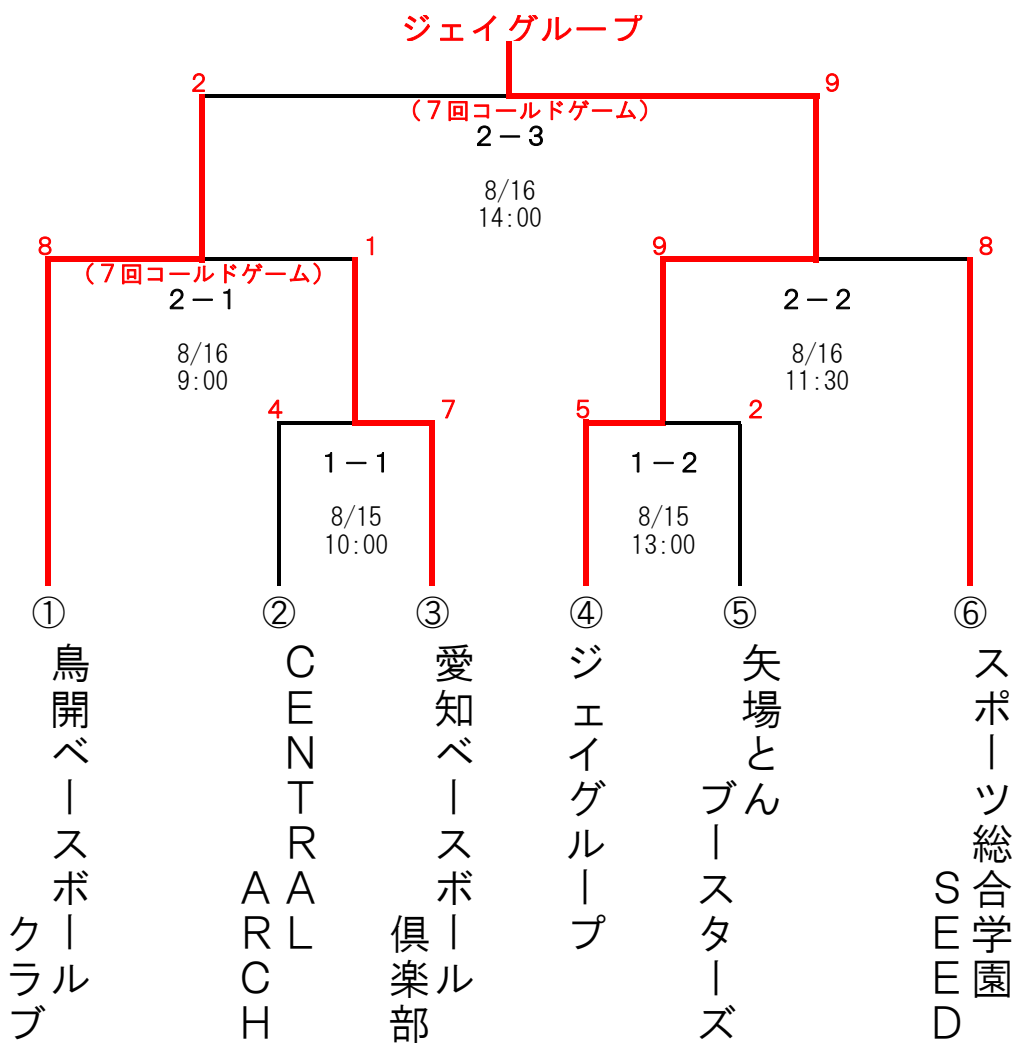 ジェイグループ
2
9
(7回コールドゲーム)
2－3
8/16
14:00
8
1
9
8
(7回コールドゲーム)
2－1
8/16
9:00
2－2
8/16
11:30
4
7
5
2
1－1
8/15
10:00
1－2
8/15
13:00
①
②
③
④
⑤
⑥
鳥開ベースボール
クラブ
CENTRAL
ARCH
愛知ベースボール
倶楽部
ジェイグループ
矢場とん
ブースターズ
スポーツ総合学園
SEED